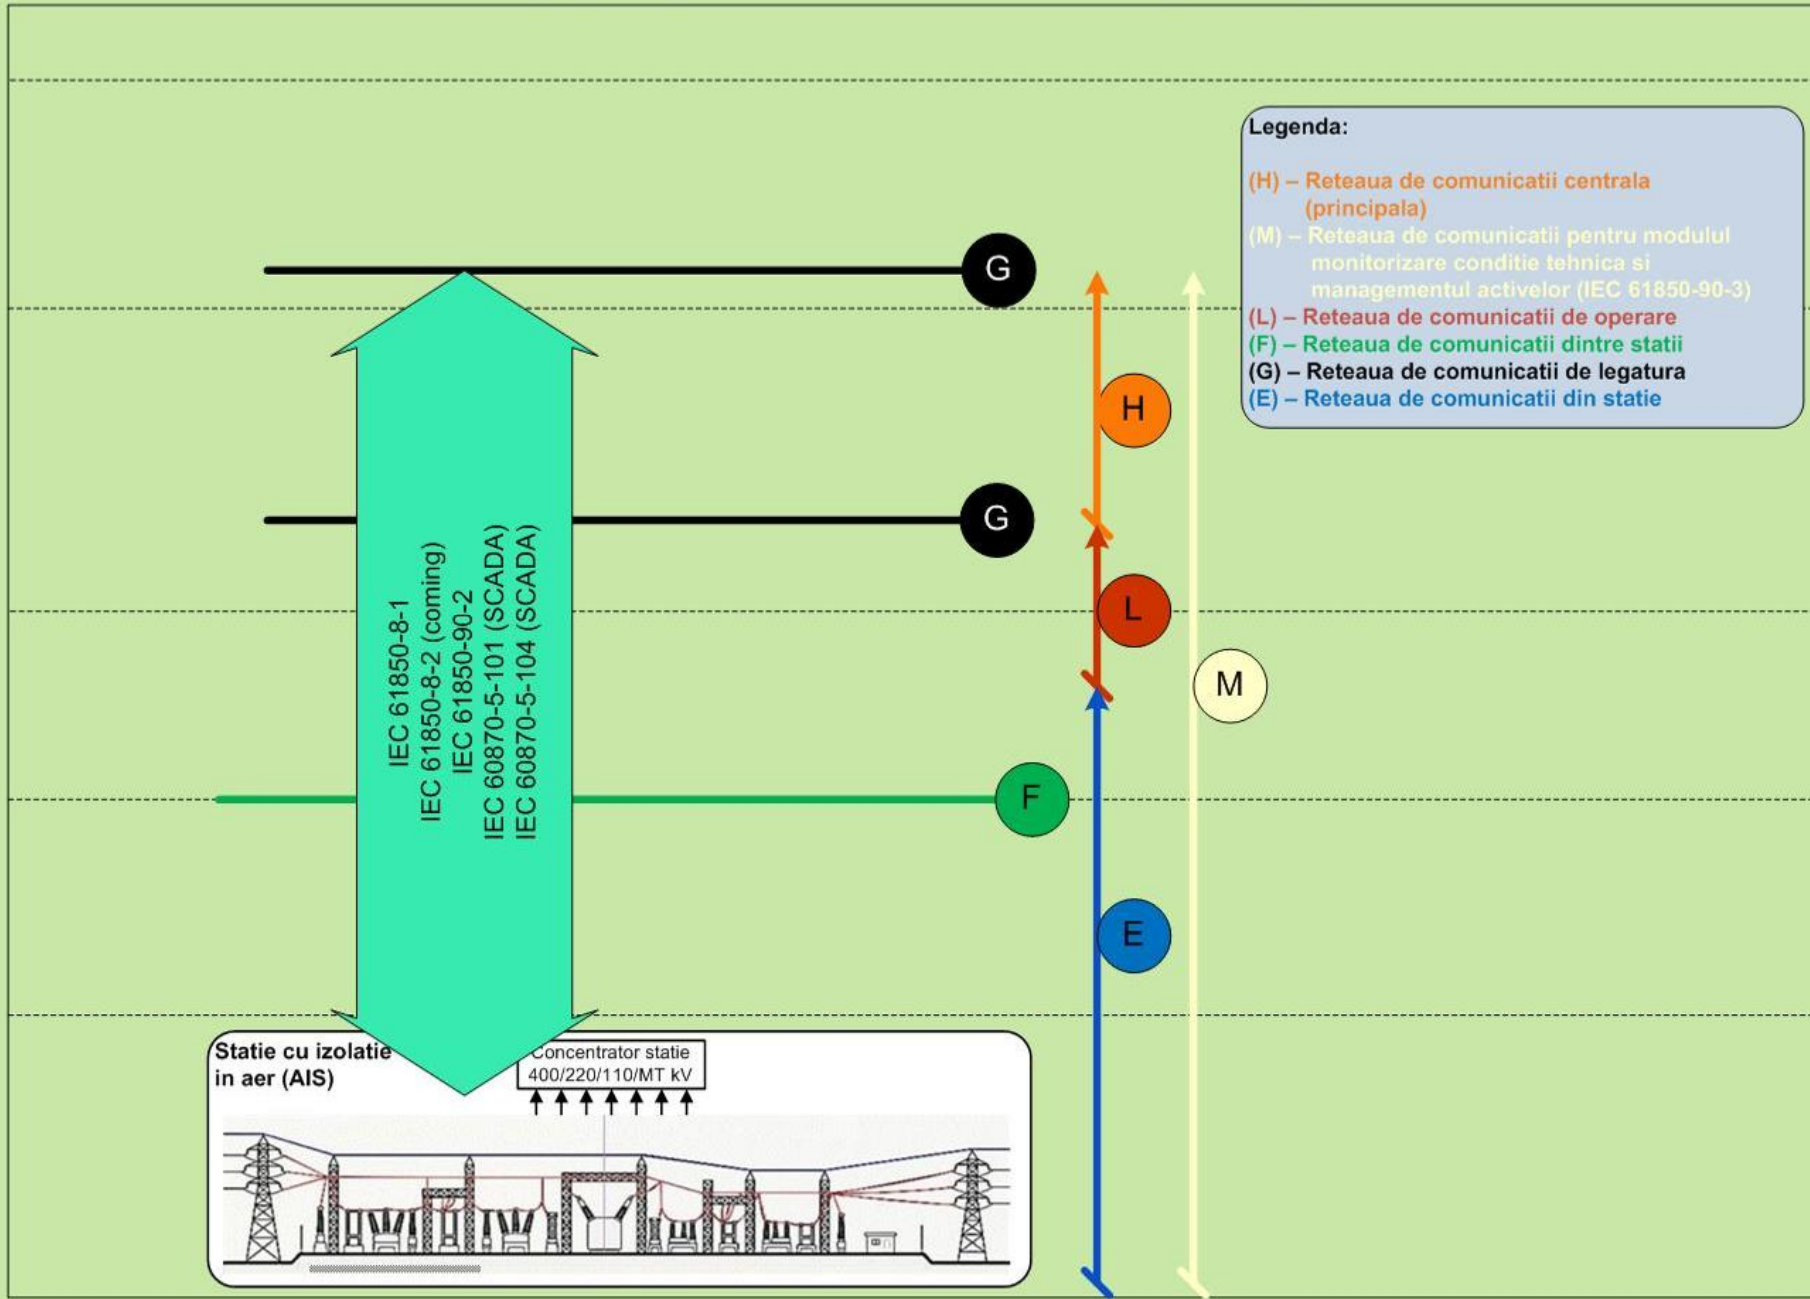 Legenda:
(H) – Reteaua de comunicatii centrala
(principala)
(M) – Reteaua de comunicatii pentru modulul
monitorizare conditie tehnica si
managementul activelor (IEC 61850-90-3)
(L) – Reteaua de comunicatii de operare
(F) – Reteaua de comunicatii dintre statii
(G) – Reteaua de comunicatii de legatura
(E) – Reteaua de comunicatii din statie
G
H
G
L
M
F
E
IEC 61850-8-1
IEC 61850-8-2 (coming)
IEC 61850-90-2
IEC 60870-5-101 (SCADA)
IEC 60870-5-104 (SCADA)
Statie cu izolatie
in aer (AIS)
Concentrator statie
400/220/110/MT kV